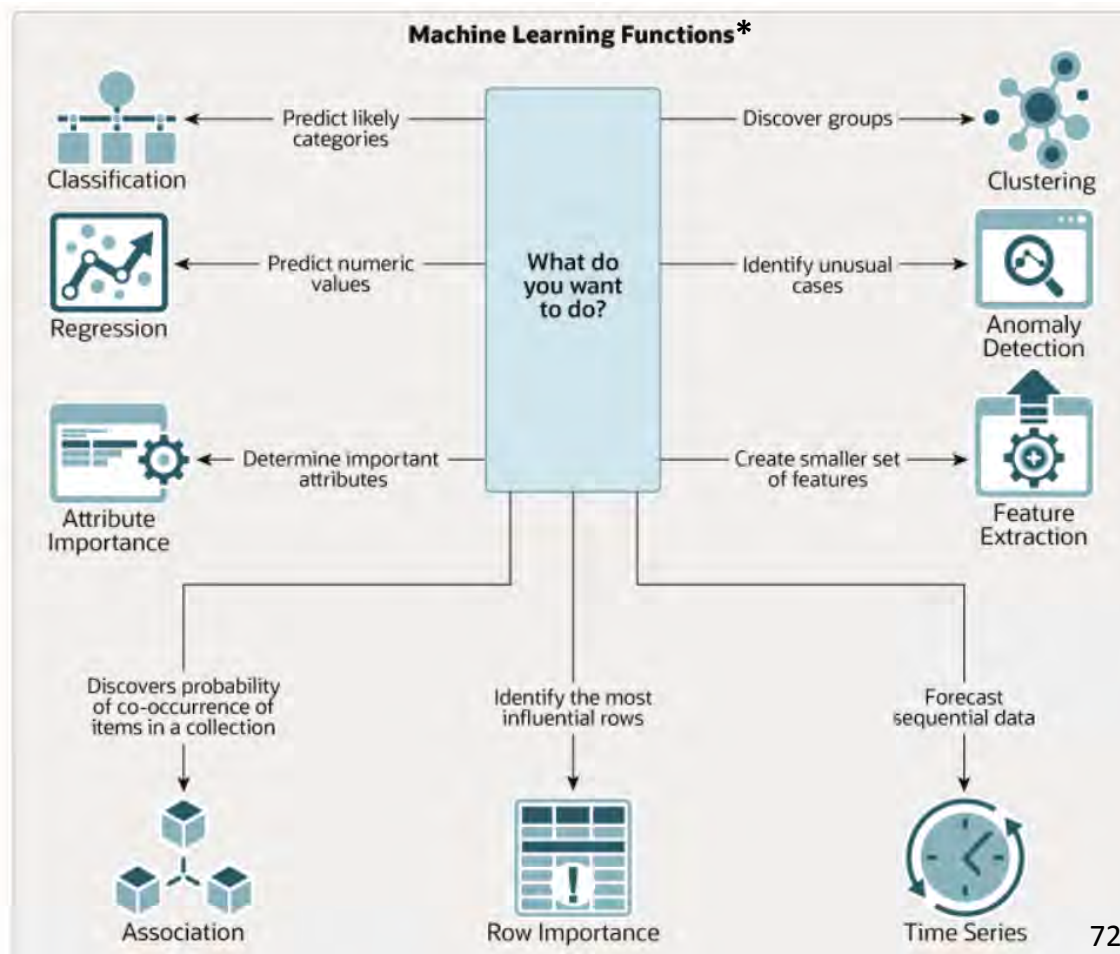 Machine Learning Functions*
Predict likely
categories
Classification
Discover groups
Clustering
Predict numeric
values
Regression
What do
you want
to do?
Identify unusual
cases
Anomaly
Detection
Determine important
attributes
Attribute
Importance
Create smaller set
of features
Feature
Extraction
Discovers probability
of co-occurrence of
items in a collection
Association
Identify the most
influential rows
Row Importance
Forecast
sequential data
Time Series
72